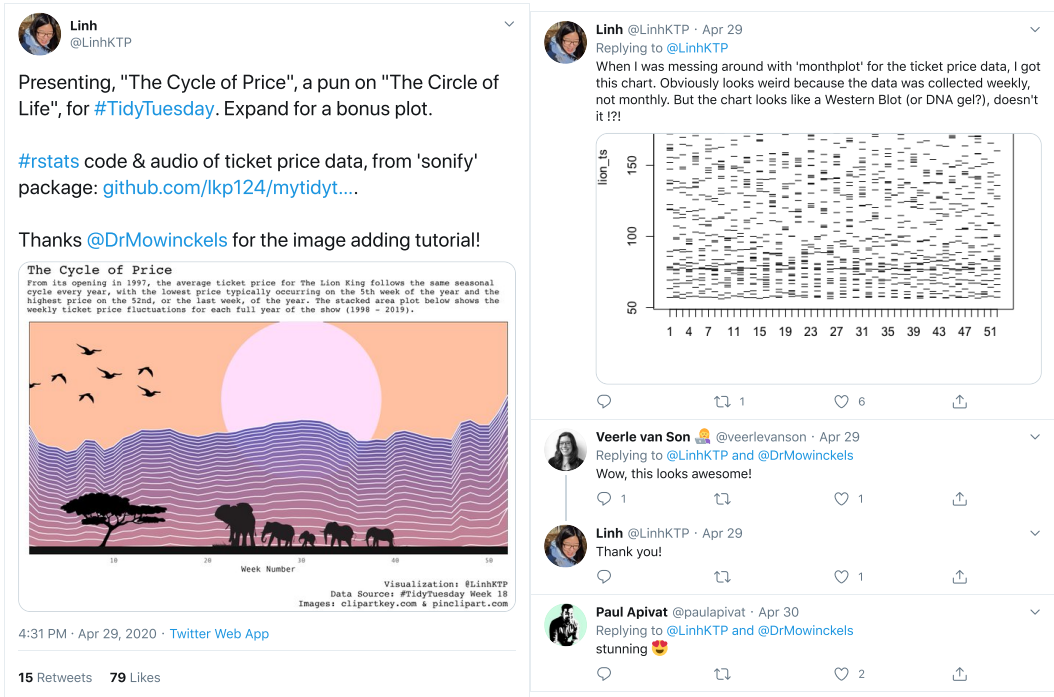 Linh
@LinhKTP
Presenting, "The Cycle of Price", a pun on "The Circle of
Life", for #TidyTuesday. Expand for a bonus plot.
#rstats code & audio of ticket price data, from 'sonify'
package: github.com/lkp124/mytidyt....
Thanks @DrMowinckels for the image adding tutorial!
The Cycle of Price
From its opening in 1997, the average ticket price for The Lion King follows the same seasonal
cycle every year, with the lowest price typically occurring on the 5th week of the year and the
highest price on the 52nd, or the last week, of the year. The stacked area plot below shows the
weekly ticket price fluctuations for each full year of the show (1998 - 2019).
10 20 30 40 50
Week Number
Visualization: @LinhKTP
Data Source: #TidyTuesday Week 18
Images: clipartkey.com & pinclipart.com
4:31 PM · Apr 29, 2020 · Twitter Web App
15 Retweets 79 Likes
Linh @LinhKTP · Apr 29
Replying to @LinhKTP
When I was messing around with 'monthplot' for the ticket price data, I got
this chart. Obviously looks weird because the data was collected weekly,
not monthly. But the chart looks like a Western Blot (or DNA gel?), doesn't
it !?!
lion_ts
150
100
50
1 4 7 11 15 19 23 27 31 35 39 43 47 51
1 6
Veerle van Son 👩🏼‍🔬 @veerlevanson · Apr 29
Replying to @LinhKTP and @DrMowinckels
Wow, this looks awesome!
1 1
Linh @LinhKTP · Apr 29
Thank you!
1
Paul Apivat @paulapivat · Apr 30
Replying to @LinhKTP and @DrMowinckels
stunning 😍
2